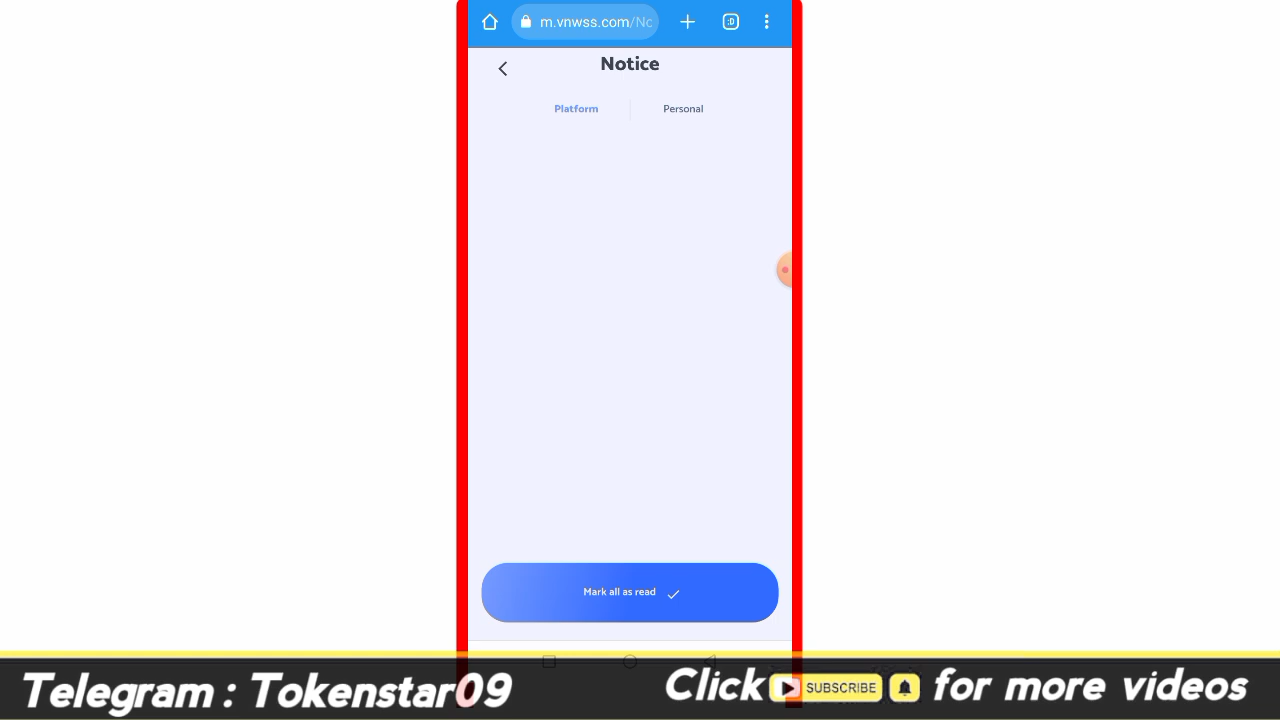 m.vnwss.com/Nc
:D
Notice
Platform
Personal
Mark all as read
Telegram : Tokenstar09
Click SUBSCRIBE for more videos